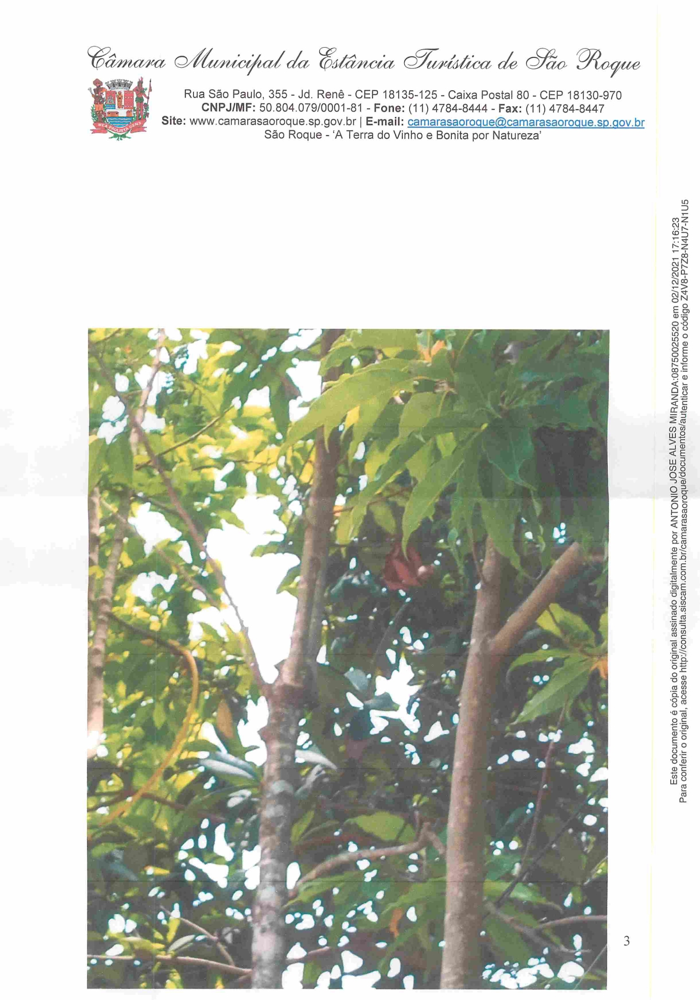 Câmara Municipal da Estância Turística de São Roque
Rua São Paulo, 355 - Jd. Renê - CEP 18135-125 - Caixa Postal 80 - CEP 18130-970
CNPJ/MF: 50.804.079/0001-81 - Fone: (11) 4784-8444 - Fax: (11) 4784-8447
Site: www.camarasaoroque.sp.gov.br | E-mail: camarasaoroque@camarasaoroque.sp.gov.br
São Roque - ‘A Terra do Vinho e Bonita por Natureza’
MEA PAULISTA GENS
3
Este documento é cópia do original assinado digitalmente por ANTONIO JOSE ALVES MIRANDA:08750025520 em 02/12/2021 17:16:23
Para conferir o original, acesse http://consulta.siscam.com.br/camarasaoroque/documentos/autenticar e informe o código Z4V8-P7Z8-N4U7-N1U5